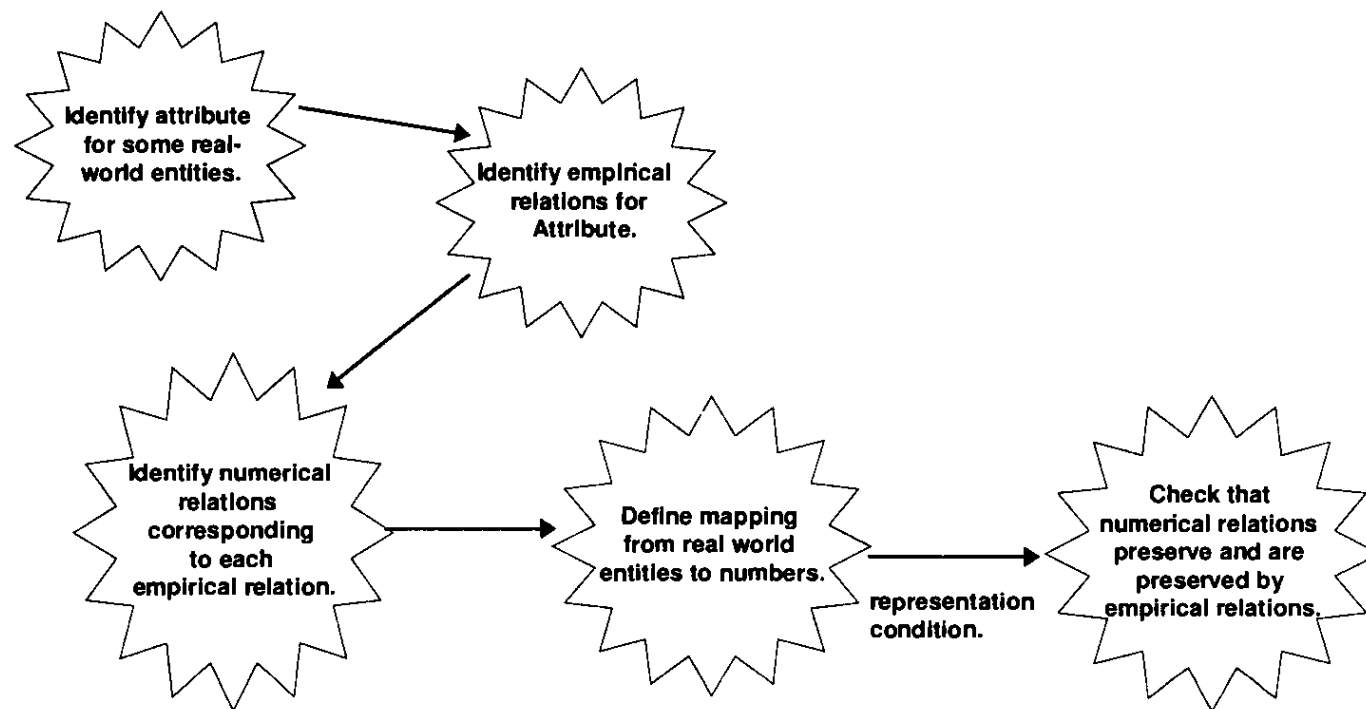 Identify attribute
for some real-
world entities.
Identify empirical
relations for
Attribute.
Identify numerical
relations
corresponding
to each
empirical relation.
Define mapping
from real world
entities to numbers.
representation
condition.
Check that
numerical relations
preserve and are
preserved by
empirical relations.